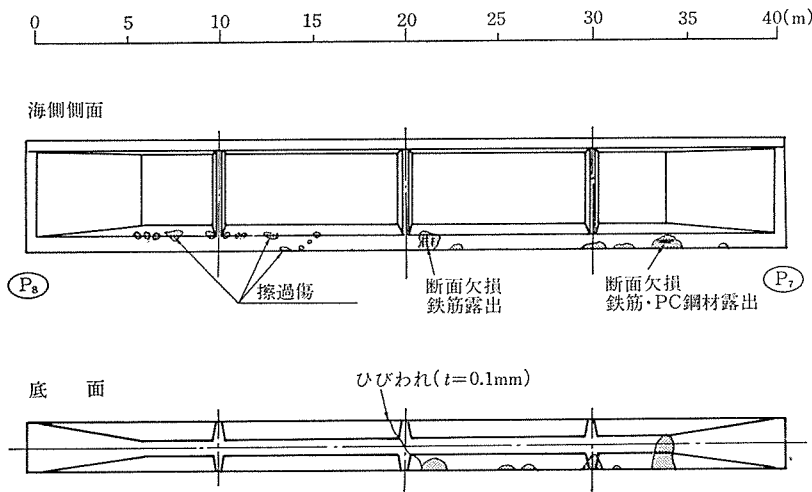 0 5 10 15 20 25 30 35 40(m)
海側側面
P₈
擦過傷
断面欠損
鉄筋露出
断面欠損
鉄筋・PC鋼材露出
P₇
ひびわれ(t=0.1mm)
底 面